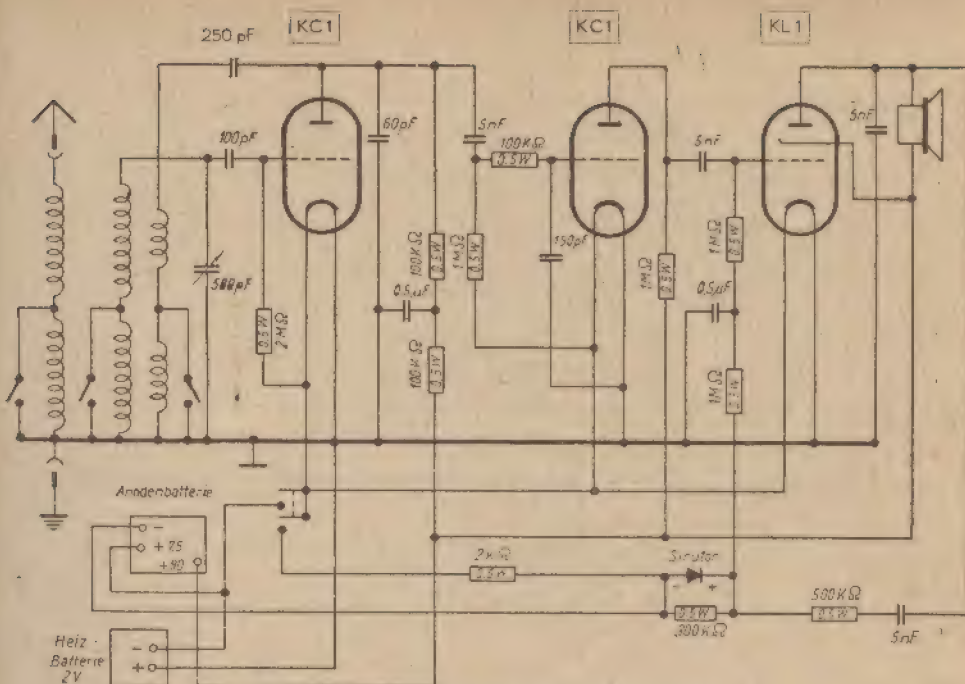 250 pF
KC1
KC1
KL1
100pF
60pF
5nF
100KΩ
0.5W
5nF
5nF
500pF
0.5W
2MΩ
100KΩ
0.5W
1MΩ
0.5W
150pF
1MΩ
0.5W
1MΩ
0.5W
0.5µF
0.5µF
100KΩ
0.5W
1MΩ
0.5W
Anodenbatterie
-
+ 7.5
+ 90
2KΩ
0.5W
Sirutor
- +
0.5W
300KΩ
500KΩ
0.5W
5nF
Heiz-
Batterie
2V
-
+